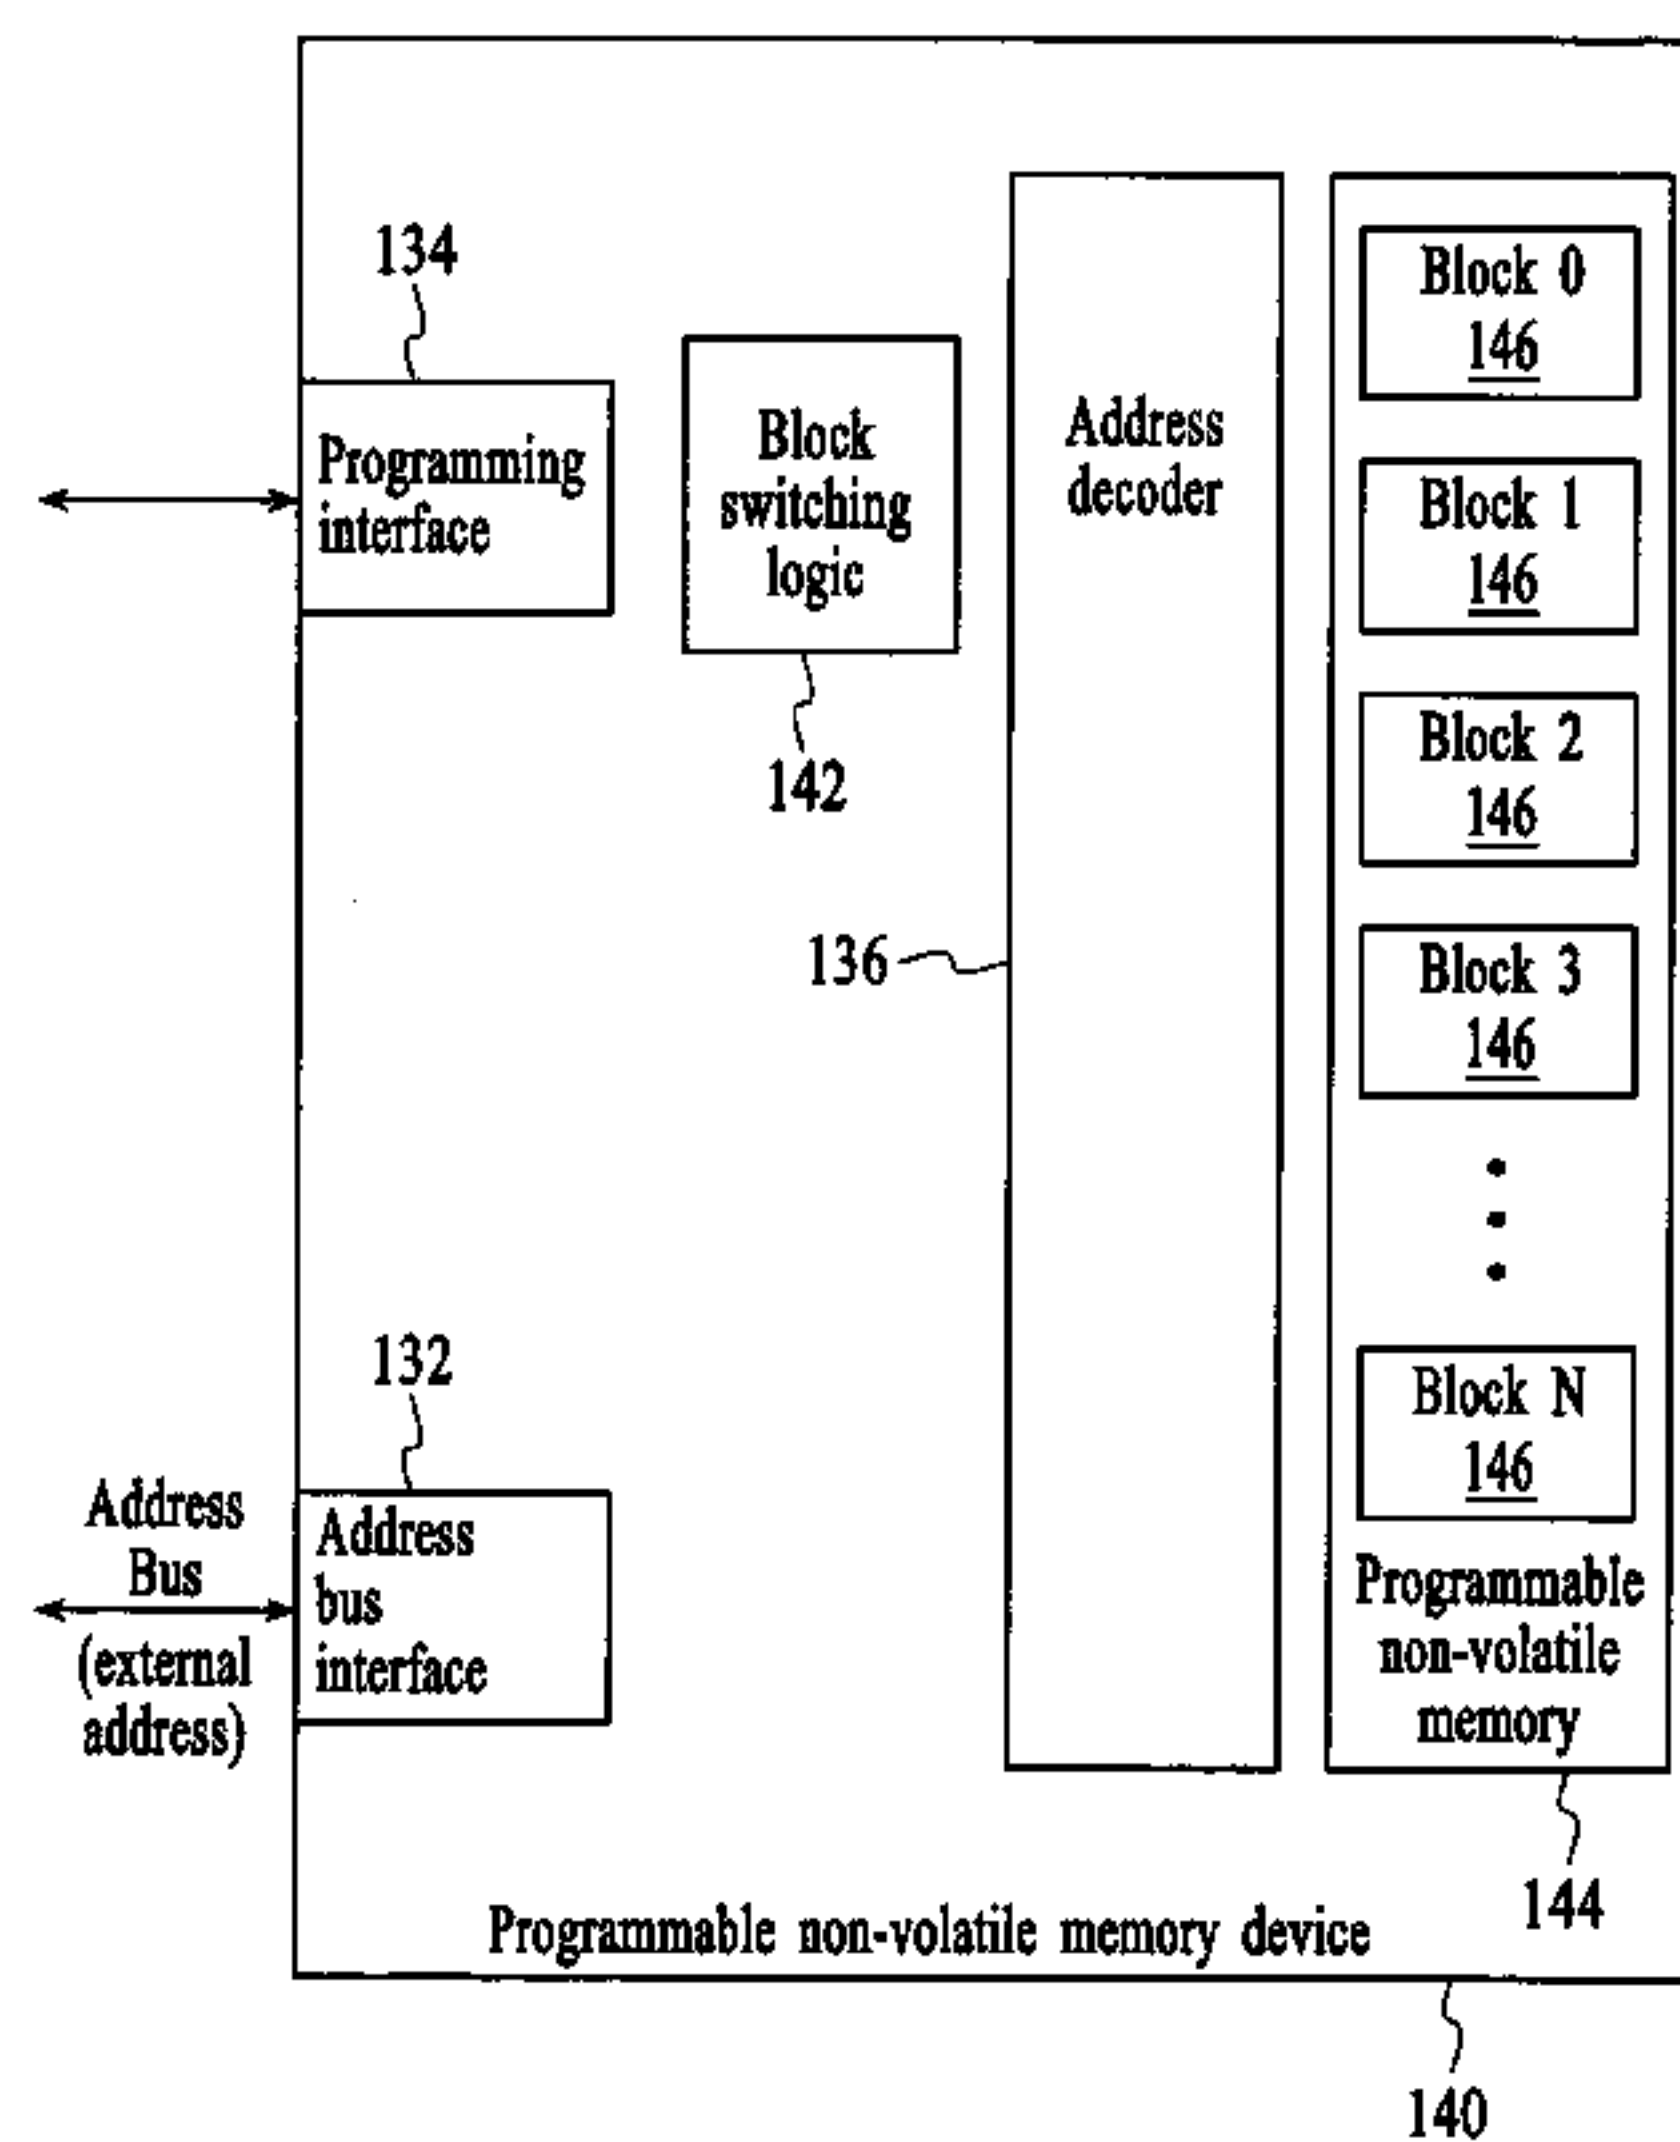 134
Programming
interface
Block
switching
logic
142
Address
decoder
136
Block 0
146
Block 1
146
Block 2
146
Block 3
146
Block N
146
Programmable
non-volatile
memory
144
132
Address
Bus
(external
address)
Address
bus
interface
Programmable non-volatile memory device
140